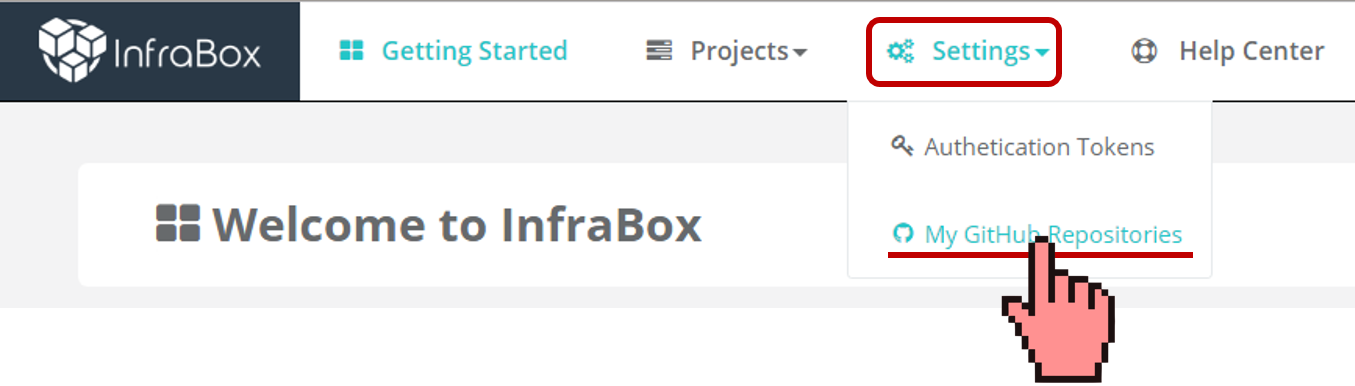 InfraBox Getting Started Projects Settings Help Center
Authetication Tokens
Welcome to InfraBox
My GitHub Repositories